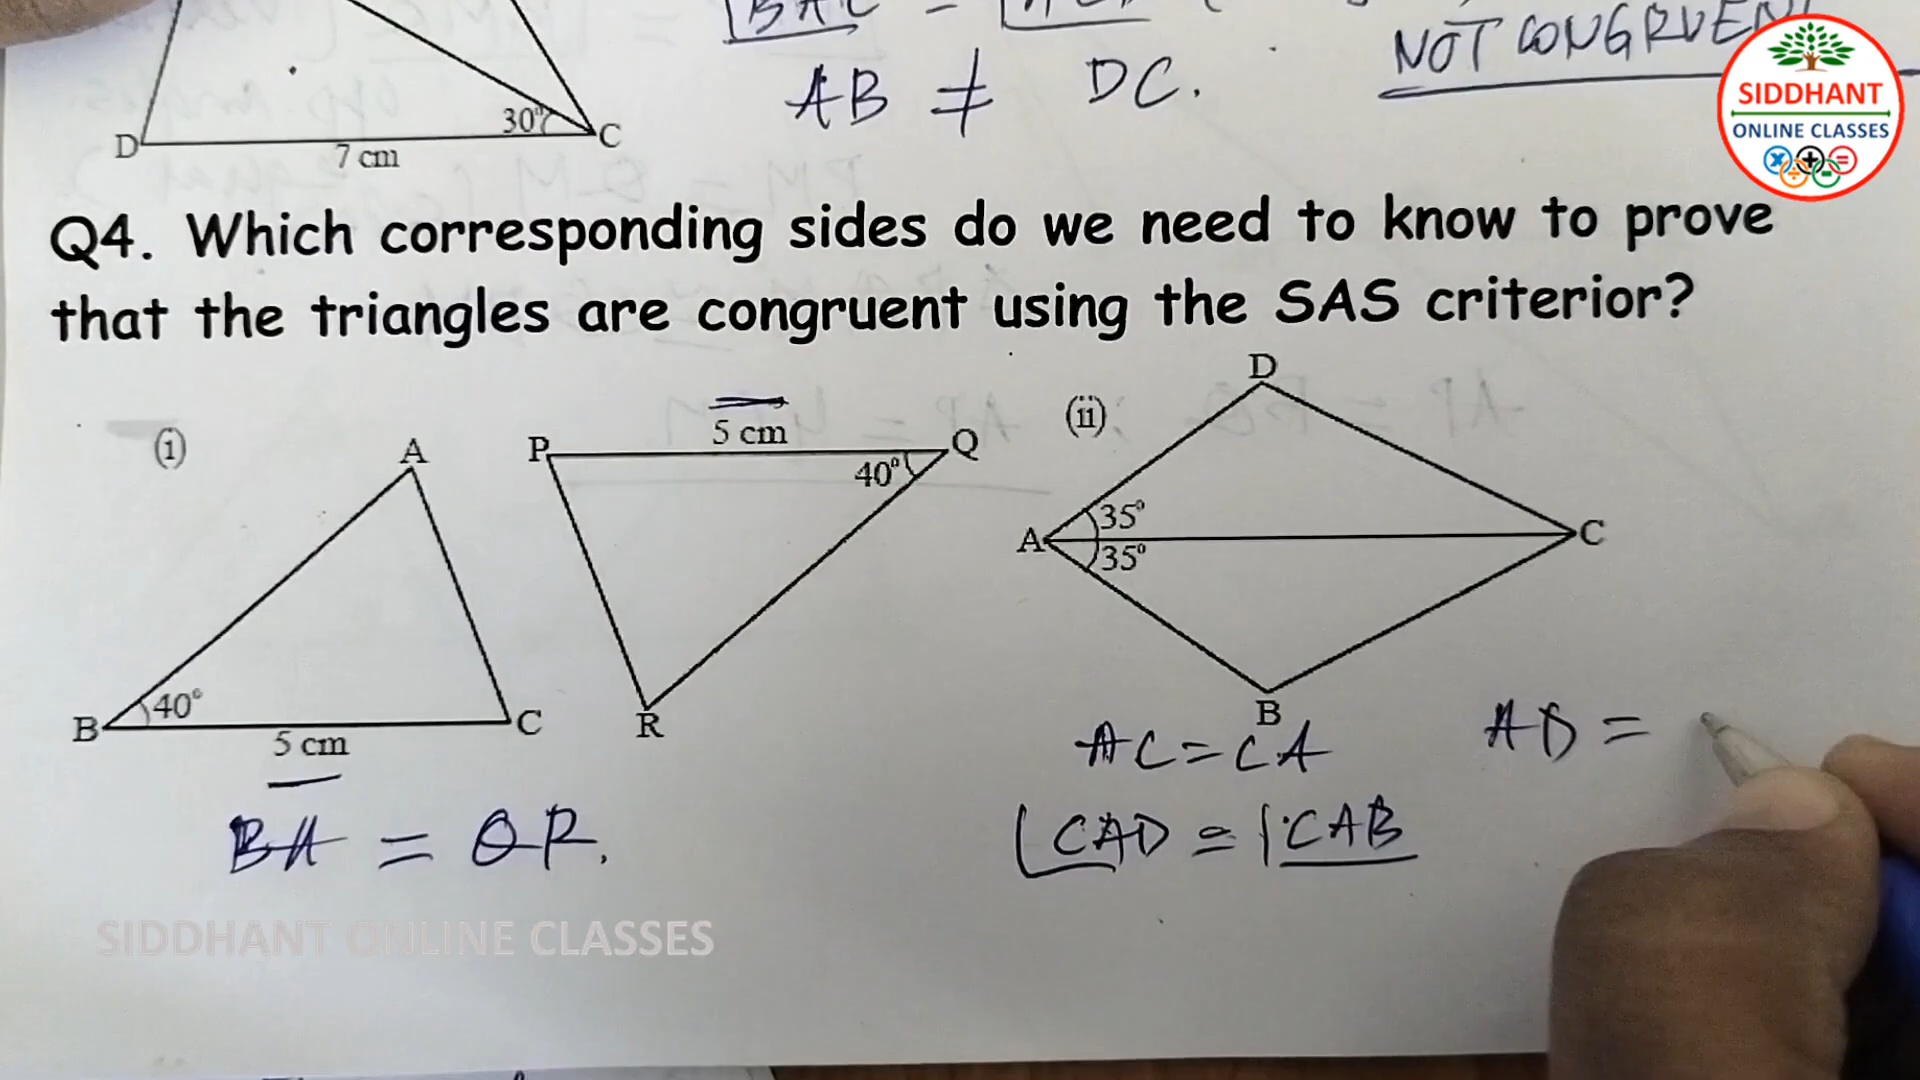 AB ≠ DC.
NOT CONGRUENT
SIDDHANT
ONLINE CLASSES
30°
D
C
7 cm
Q4. Which corresponding sides do we need to know to prove
that the triangles are congruent using the SAS criterior?
(i)
A
B
C
40°
5 cm
P
Q
R
5 cm
40°
(ii)
D
A
C
B
35°
35°
BA = QR.
AC = CA
AD =
∠CAD = ∠CAB
SIDDHANT ONLINE CLASSES